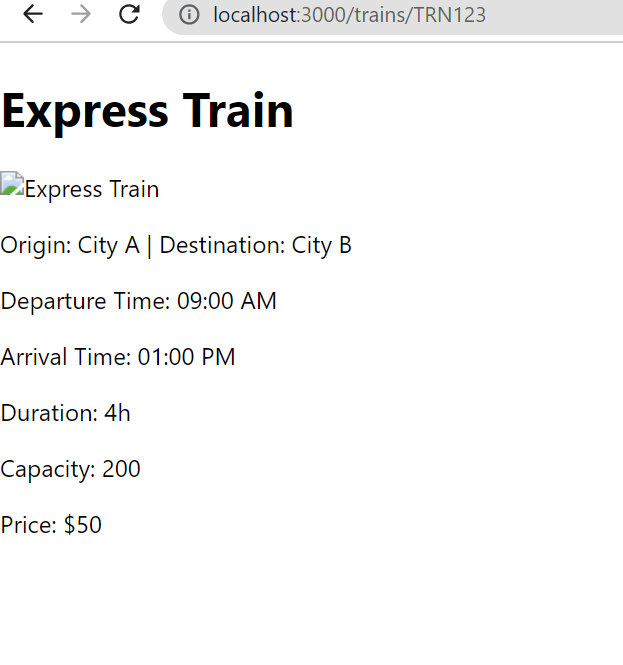 localhost:3000/trains/TRN123
Express Train
Express Train
Origin: City A | Destination: City B
Departure Time: 09:00 AM
Arrival Time: 01:00 PM
Duration: 4h
Capacity: 200
Price: $50